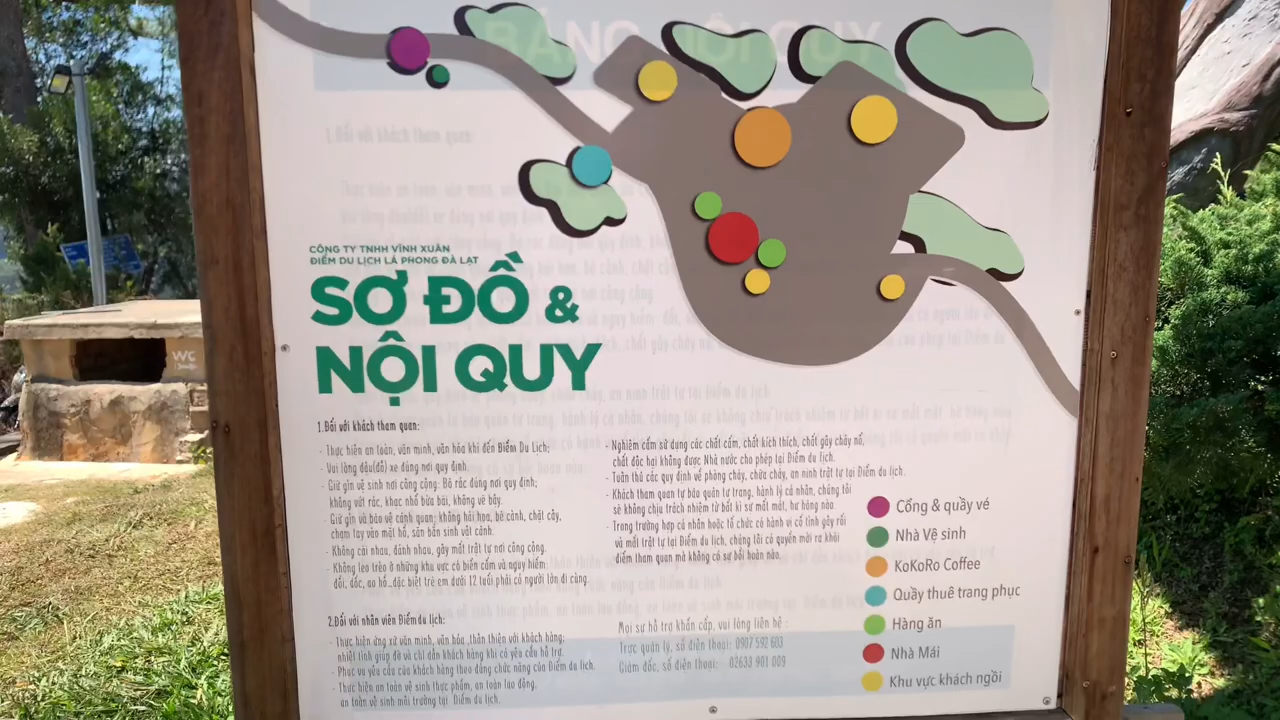 CÔNG TY TNHH VĨNH XUÂN
ĐIỂM DU LỊCH LÁ PHONG ĐÀ LẠT
SƠ ĐỒ &
NỘI QUY
1.Đối với khách tham quan:
- Thực hiện an toàn, văn minh, văn hóa khi đến Điểm Du Lịch;
- Vui lòng đậu(đỗ) xe đúng nơi quy định.
- Giữ gìn vệ sinh nơi công cộng: Bỏ rác đúng nơi quy định;
không vứt rác, khạc nhổ bừa bãi, không vẽ bậy.
- Giữ gìn và bảo vệ cảnh quan; không hái hoa, bẻ cành, chặt cây,
chạm tay vào mặt hồ, săn bắn sinh vật cảnh.
- Không cãi nhau, đánh nhau, gây mất trật tự nơi công cộng.
- Không leo trèo ở những khu vực có biển cấm và nguy hiểm:
đồi, dốc, ao hồ...đặc biệt trẻ em dưới 12 tuổi phải có người lớn đi cùng.
- Nghiêm cấm sử dụng các chất cấm, chất kích thích, chất gây cháy nổ,
chất độc hại không được Nhà nước cho phép tại Điểm du lịch.
- Tuân thủ các quy định về phòng cháy, chữa cháy, an ninh trật tự tại Điểm du lịch.
- Khách tham quan tự bảo quản tư trang, hành lý cá nhân, chúng tôi
sẽ không chịu trách nhiệm từ bất kì sự mất mát, hư hỏng nào.
- Trong trường hợp cá nhân hoặc tổ chức có hành vi cố tình gây rối
và mất trật tự tại Điểm du lịch, chúng tôi có quyền mời ra khỏi
điểm tham quan mà không có sự bồi hoàn nào.
2.Đối với nhân viên Điểm du lịch:
- Thực hiện ứng xử văn minh, văn hóa ,thân thiện với khách hàng;
nhiệt tình giúp đỡ và chỉ dẫn khách hàng khi có yêu cầu hỗ trợ.
- Phục vụ yêu cầu của khách hàng theo đúng chức năng của Điểm du lịch.
- Thực hiện an toàn vệ sinh thực phẩm, an toàn lao động,
an toàn vệ sinh môi trường tại Điểm du lịch.
Mọi sự hỗ trợ khẩn cấp, vui lòng liên hệ :
Trực quản lý, số điện thoại: 0907 592 603
Giám đốc, số điện thoại: 02633 901 009
Cổng & quầy vé
Nhà Vệ sinh
KoKoRo Coffee
Quầy thuê trang phục
Hàng ăn
Nhà Mái
Khu vực khách ngồi
WC